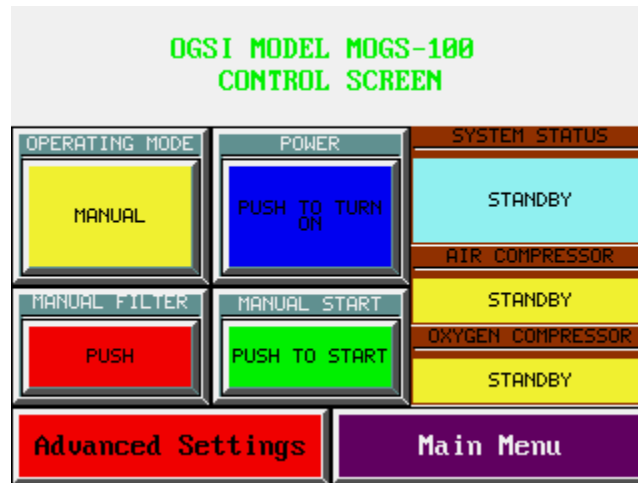 OGSI MODEL MOGS-100
CONTROL SCREEN
OPERATING MODE
MANUAL
POWER
PUSH TO TURN
ON
SYSTEM STATUS
STANDBY
AIR COMPRESSOR
STANDBY
MANUAL FILTER
PUSH
MANUAL START
PUSH TO START
OXYGEN COMPRESSOR
STANDBY
Advanced Settings
Main Menu